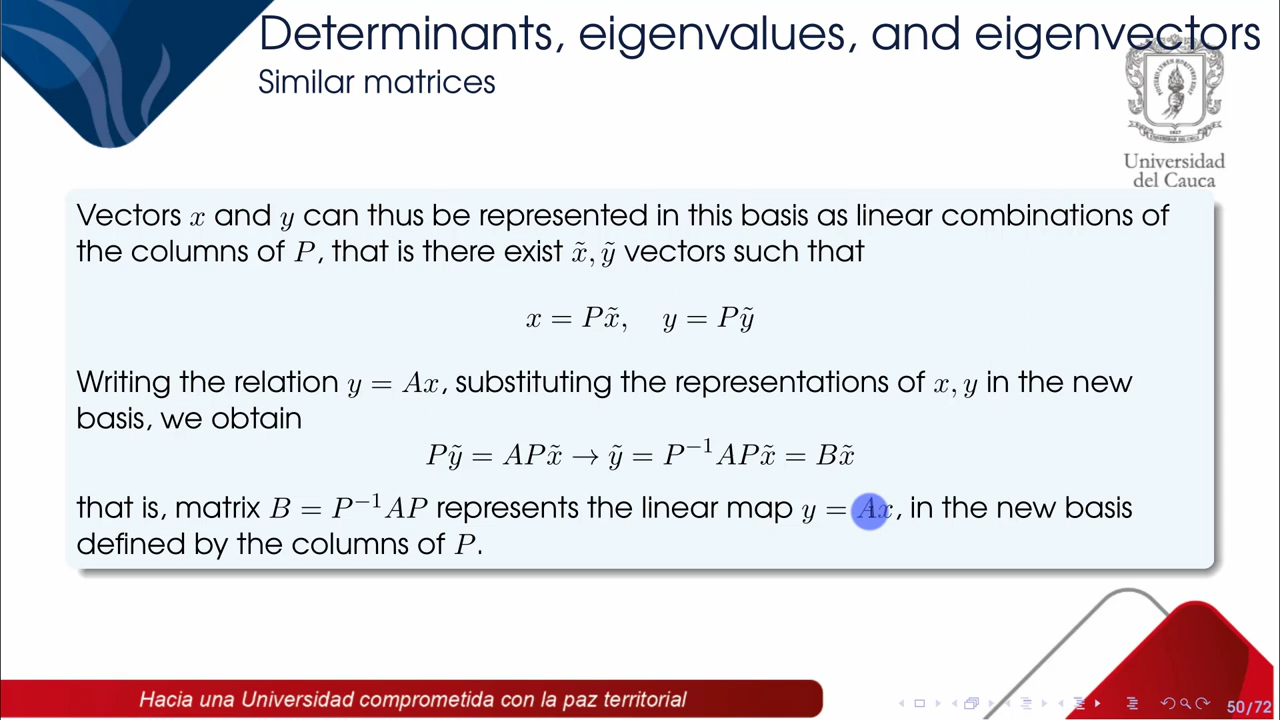 Determinants, eigenvalues, and eigenvectors
Similar matrices
1827
Universidad
del Cauca
Vectors x and y can thus be represented in this basis as linear combinations of
the columns of P, that is there exist x̃, ỹ vectors such that
x = Px̃,   y = Pỹ
Writing the relation y = Ax, substituting the representations of x, y in the new
basis, we obtain
Pỹ = APx̃ → ỹ = P⁻¹APx̃ = Bx̃
that is, matrix B = P⁻¹AP represents the linear map y = Ax, in the new basis
defined by the columns of P.
Hacia una Universidad comprometida con la paz territorial
50/72